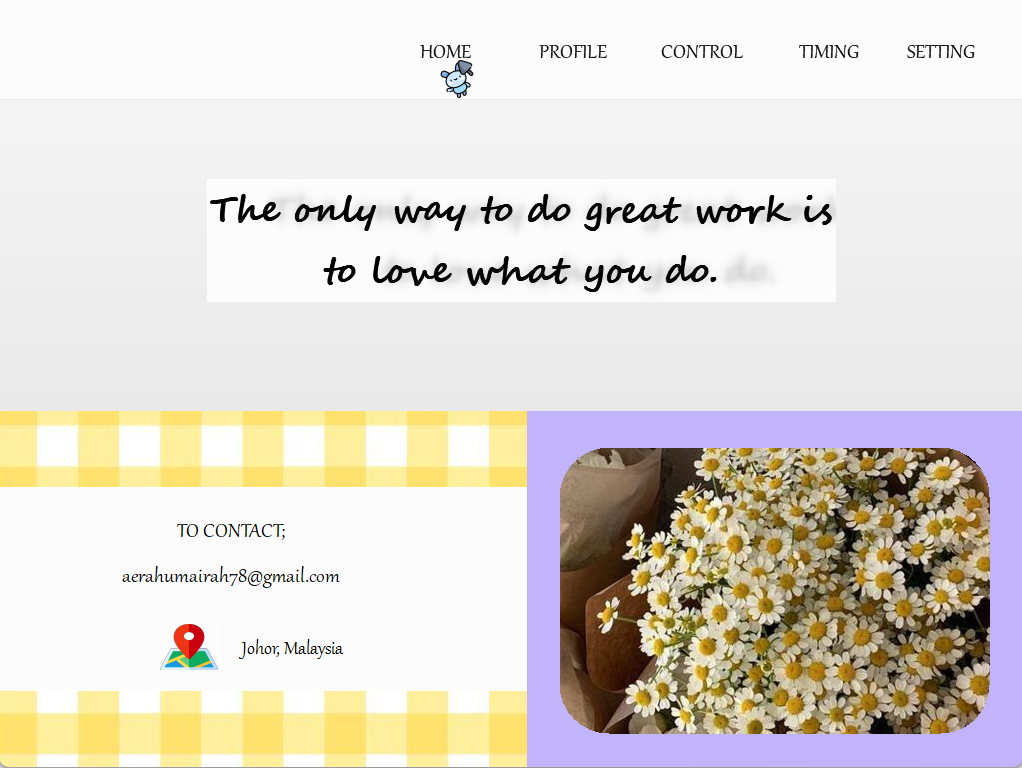 HOME PROFILE CONTROL TIMING SETTING
The only way to do great work is
to love what you do.
TO CONTACT;
aerahumairah78@gmail.com
Johor, Malaysia